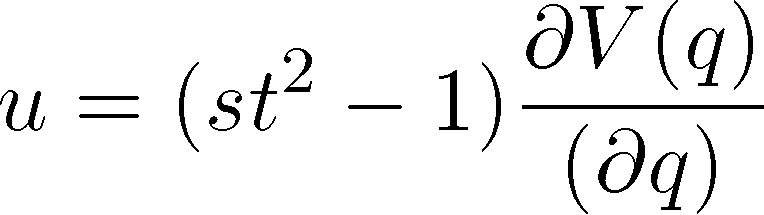 u = (st^2 - 1) \frac{\partial V(q)}{(\partial q)}